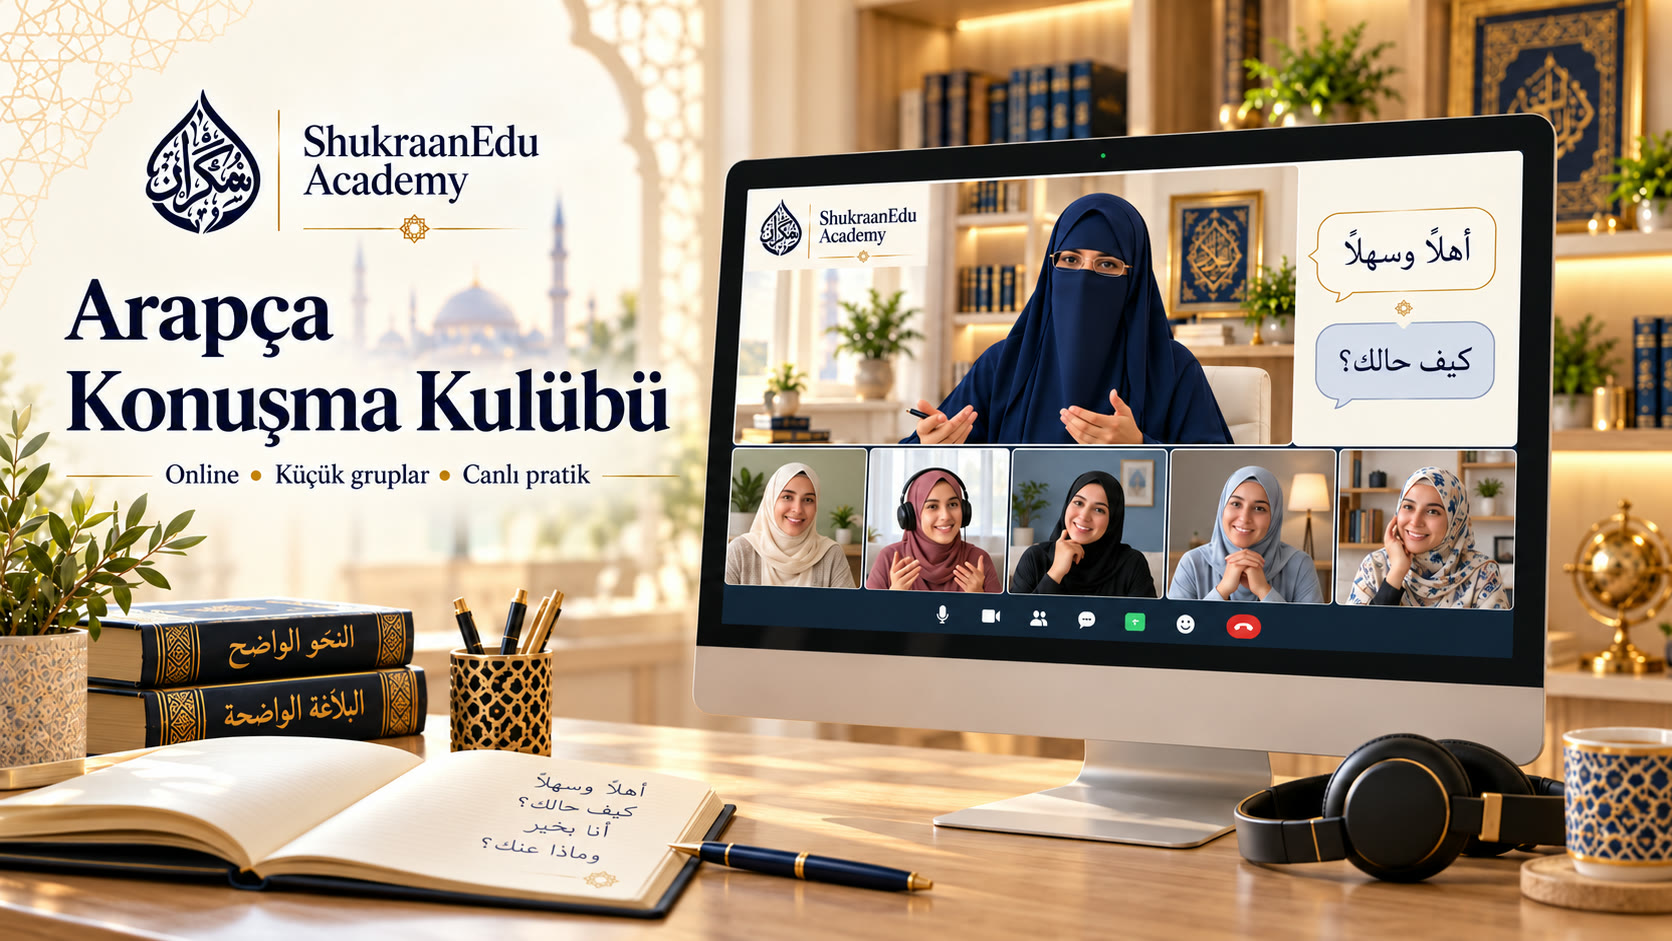 شكرًا
ShukraanEdu
Academy
Arapça
Konuşma Kulübü
Online • Küçük gruplar • Canlı pratik
ShukraanEdu
Academy
أهلاً وسهلاً
كيف حالك؟
النحو الواضح
البلاغة الواضحة
أهلاً وسهلاً
كيف حالك؟
أنا بخير
وماذا عنك؟